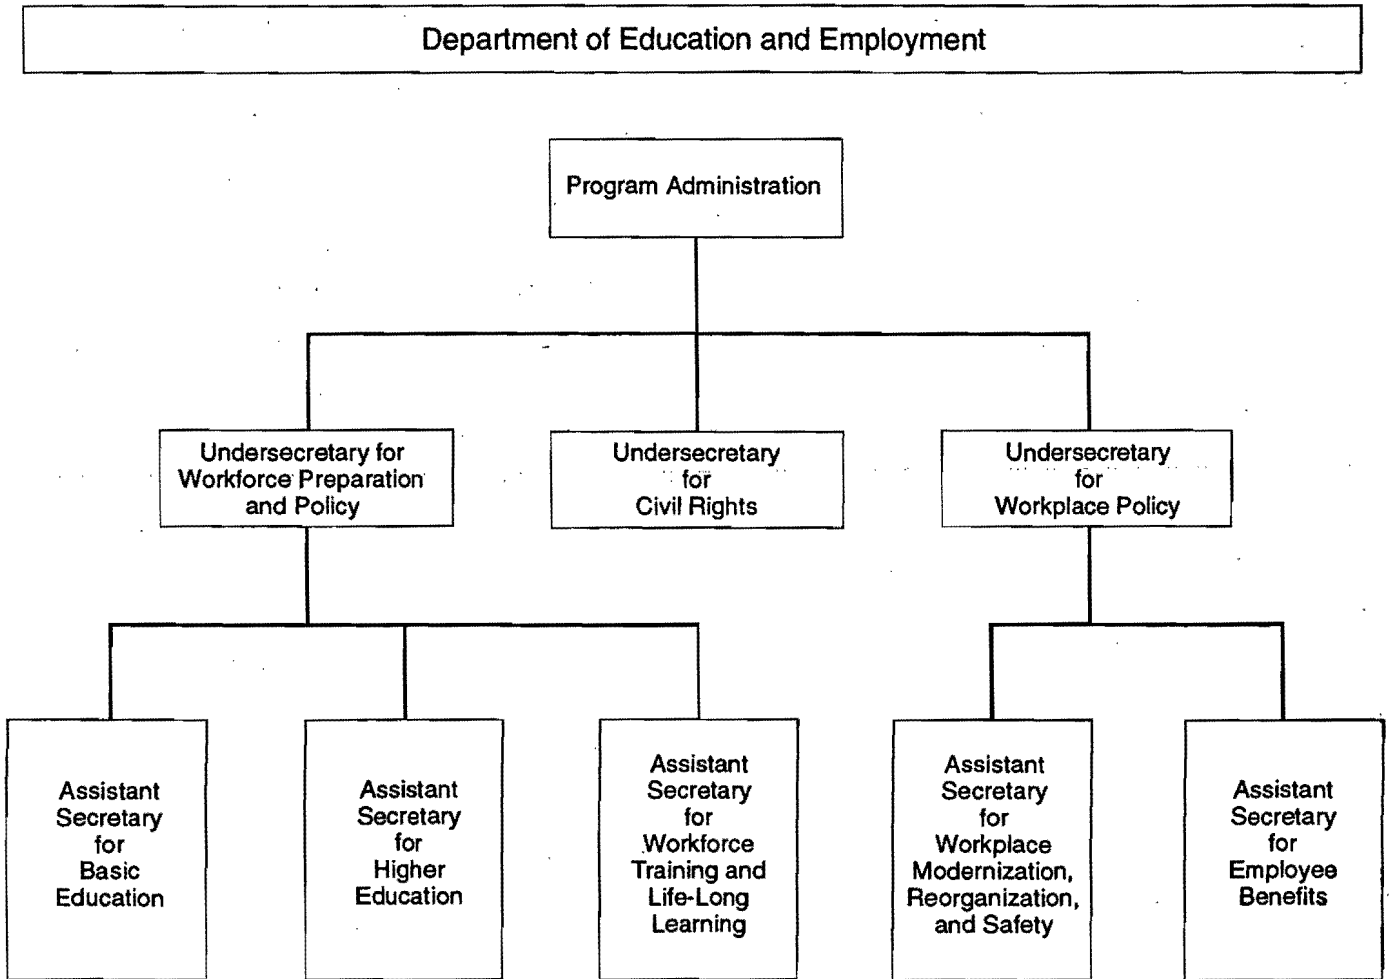 Department of Education and Employment
Program Administration
Undersecretary for
Workforce Preparation
and Policy
Undersecretary
for
Civil Rights
Undersecretary
for
Workplace Policy
Assistant
Secretary
for
Basic
Education
Assistant
Secretary
for
Higher
Education
Assistant
Secretary
for
Workforce
Training and
Life-Long
Learning
Assistant
Secretary
for
Workplace
Modernization,
Reorganization,
and Safety
Assistant
Secretary
for
Employee
Benefits